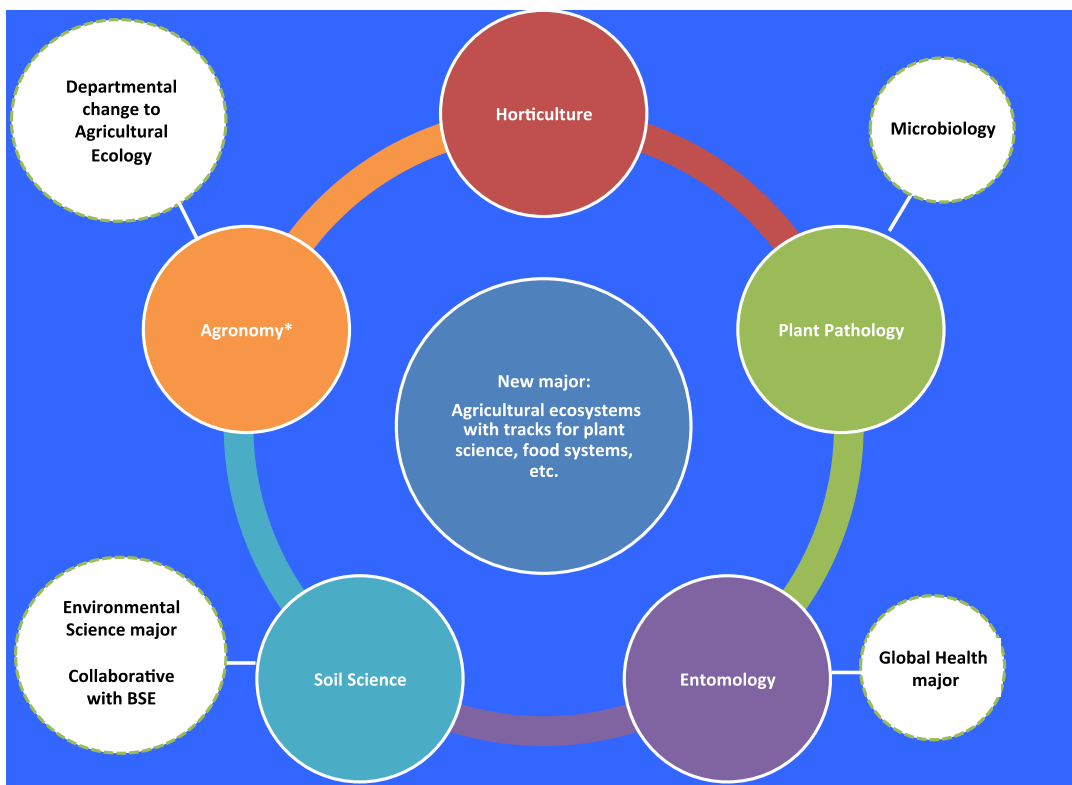 Departmental
change to
Agricultural
Ecology
Horticulture
Microbiology
Agronomy*
Plant Pathology
New major:
Agricultural ecosystems
with tracks for plant
science, food systems,
etc.
Environmental
Science major
Collaborative
with BSE
Soil Science
Entomology
Global Health
major